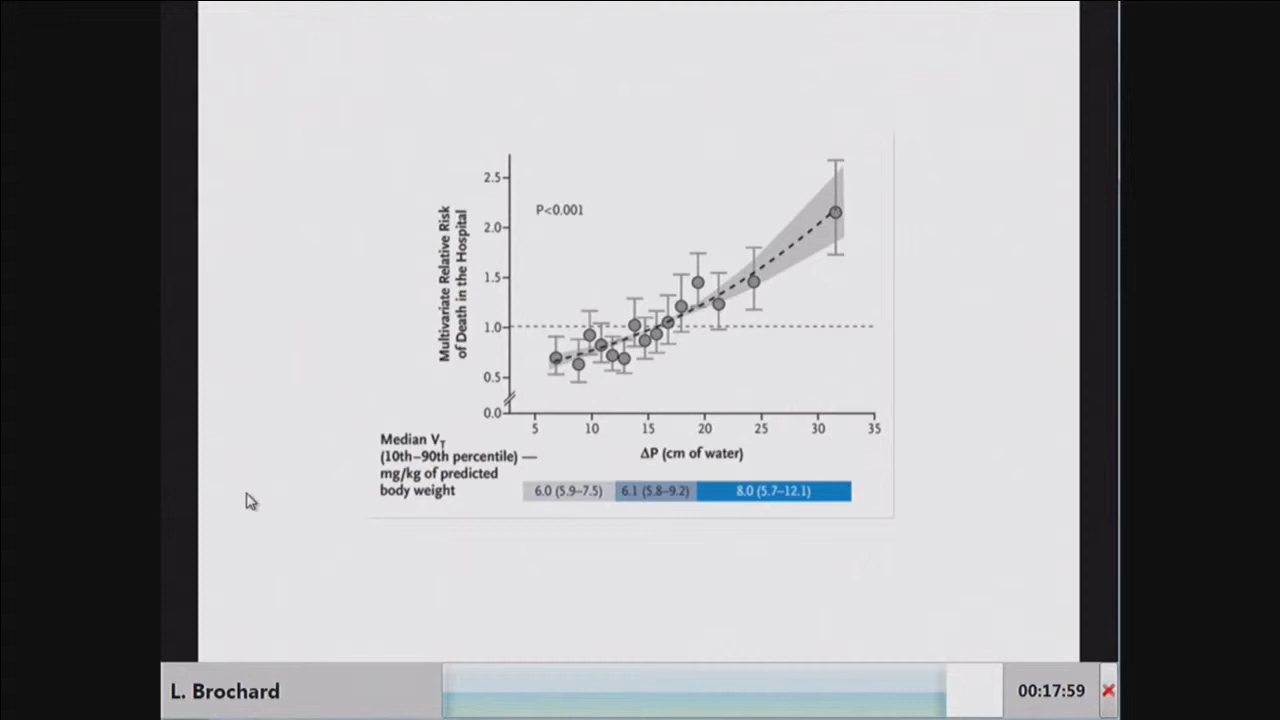 Multivariate Relative Risk
of Death in the Hospital
2.5
2.0
1.5
1.0
0.5
0.0
P<0.001
5 10 15 20 25 30 35
ΔP (cm of water)
Median VT
(10th–90th percentile) —
mg/kg of predicted
body weight
6.0 (5.9–7.5) 6.1 (5.8–9.2) 8.0 (5.7–12.1)
L. Brochard 00:17:59